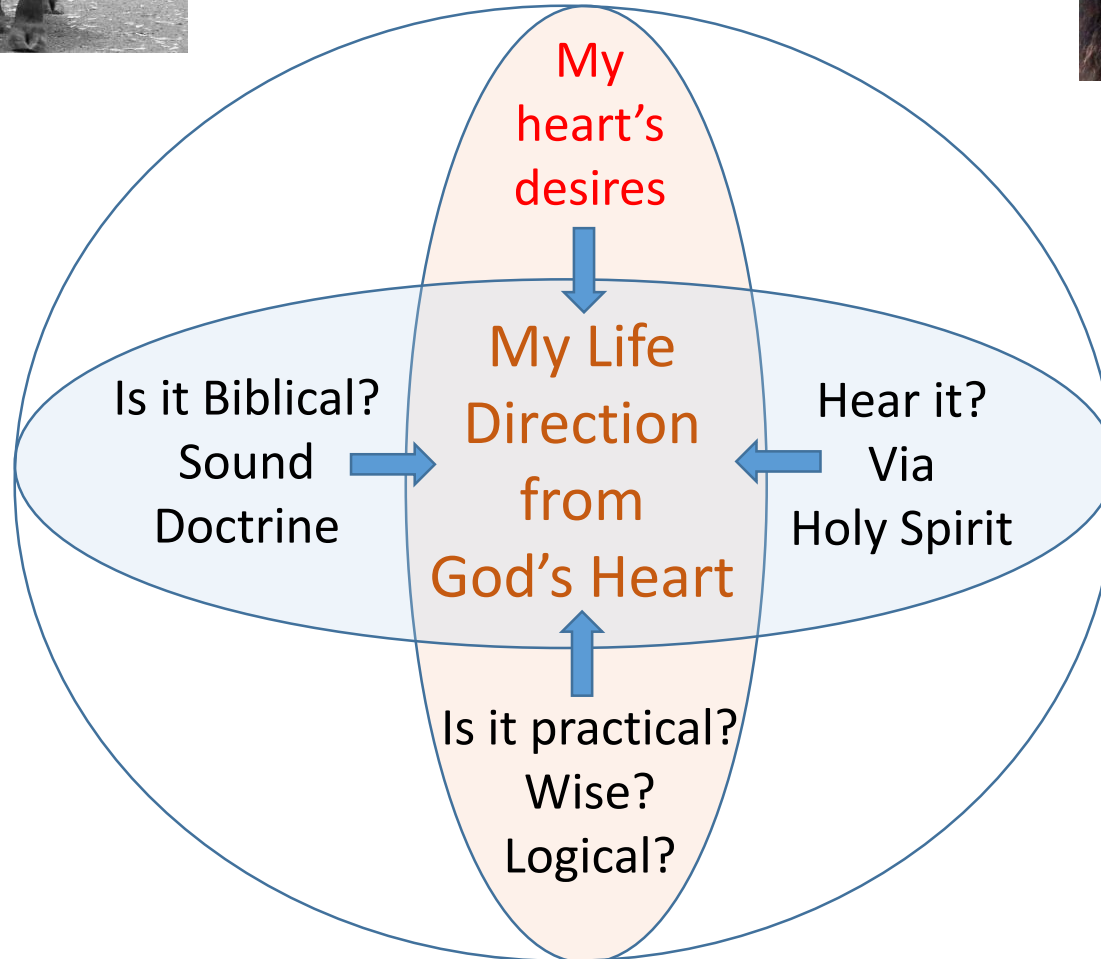 My
heart’s
desires
My Life
Direction
from
God’s Heart
Is it Biblical?
Sound
Doctrine
Hear it?
Via
Holy Spirit
Is it practical?
Wise?
Logical?